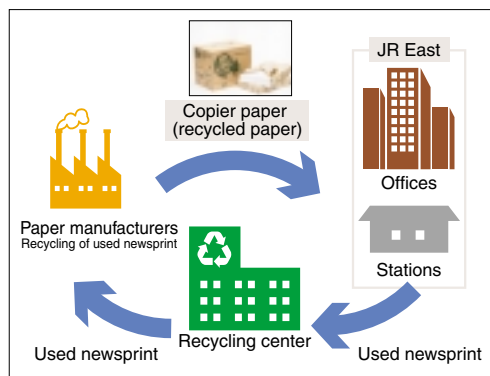 JR East
Copier paper
(recycled paper)
Offices
Paper manufacturers
Recycling of used newsprint
Stations
Recycling center
Used newsprint
Used newsprint